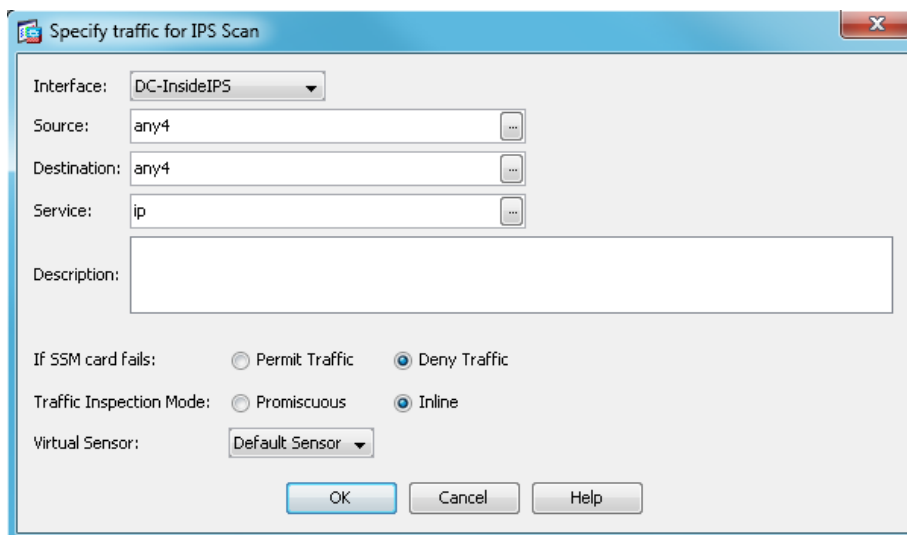 Specify traffic for IPS Scan
Interface: DC-InsideIPS
Source: any4 ...
Destination: any4 ...
Service: ip ...
Description:
If SSM card fails: Permit Traffic Deny Traffic
Traffic Inspection Mode: Promiscuous Inline
Virtual Sensor: Default Sensor
OK Cancel Help